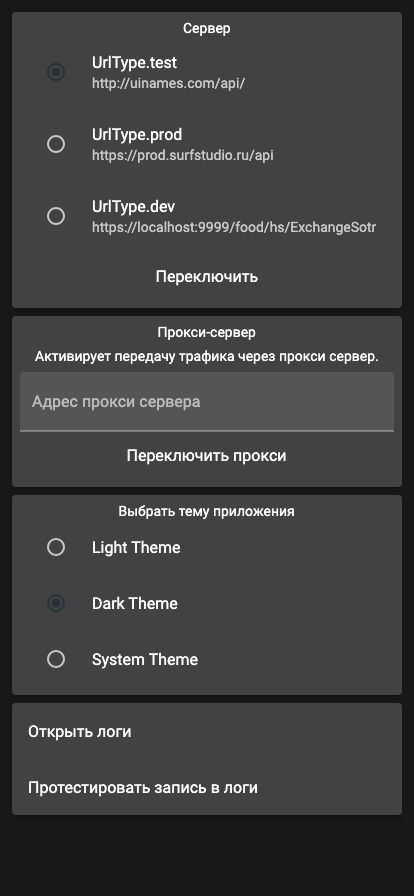 Сервер
UrlType.test
http://uinames.com/api/
UrlType.prod
https://prod.surfstudio.ru/api
UrlType.dev
https://localhost:9999/food/hs/ExchangeSotr
Переключить
Прокси-сервер
Активирует передачу трафика через прокси сервер.
Адрес прокси сервера
Переключить прокси
Выбрать тему приложения
Light Theme
Dark Theme
System Theme
Открыть логи
Протестировать запись в логи